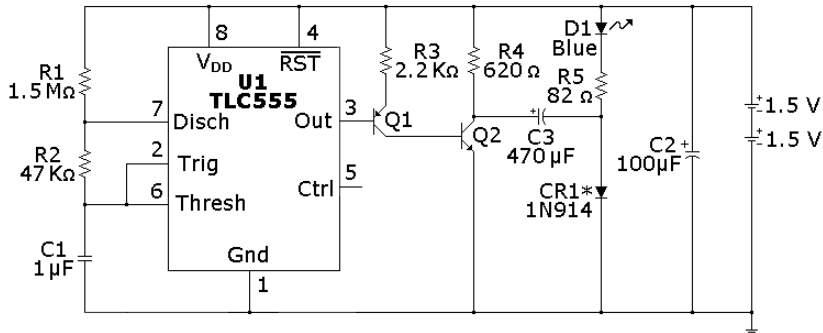 D1
Blue
8
4
R3
2.2 KΩ
R4
620Ω
VDD
RST
U1
TLC555
R1
1.5 MΩ
R5
82 Ω
7
Disch
3
Out
Q1
Q2
C3
470 µF
+
1.5 V
1.5 V
2
Trig
R2
47 KΩ
C2
100µF
+
5
Ctrl
6
Thresh
CR1*
1N914
Gnd
1
C1
1 µF